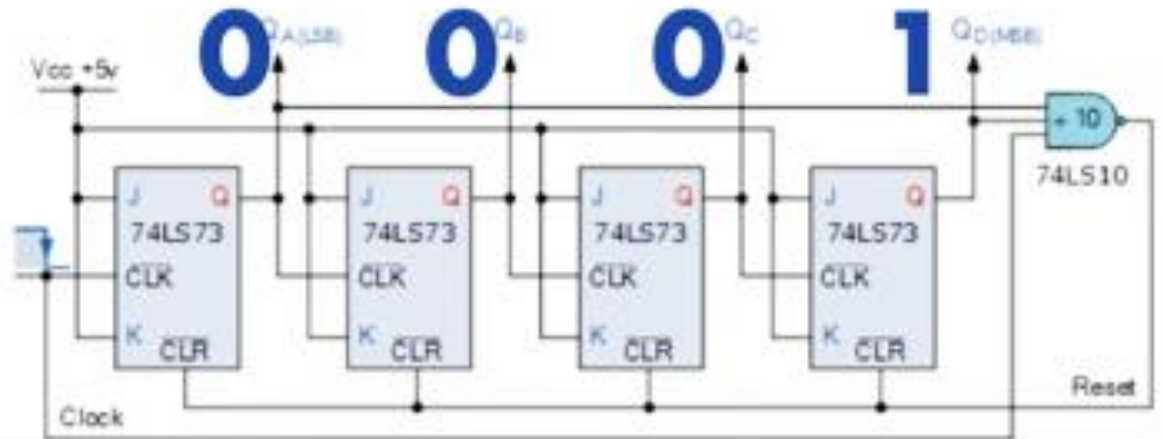 0 QA(LSB) 0 QB 0 QC 1 QD(MSB)
Vcc +5v
÷ 10
74LS10
J Q J Q J Q J Q
74LS73 74LS73 74LS73 74LS73
CLK CLK CLK CLK
K K K K
CLR CLR CLR CLR
Reset
Clock